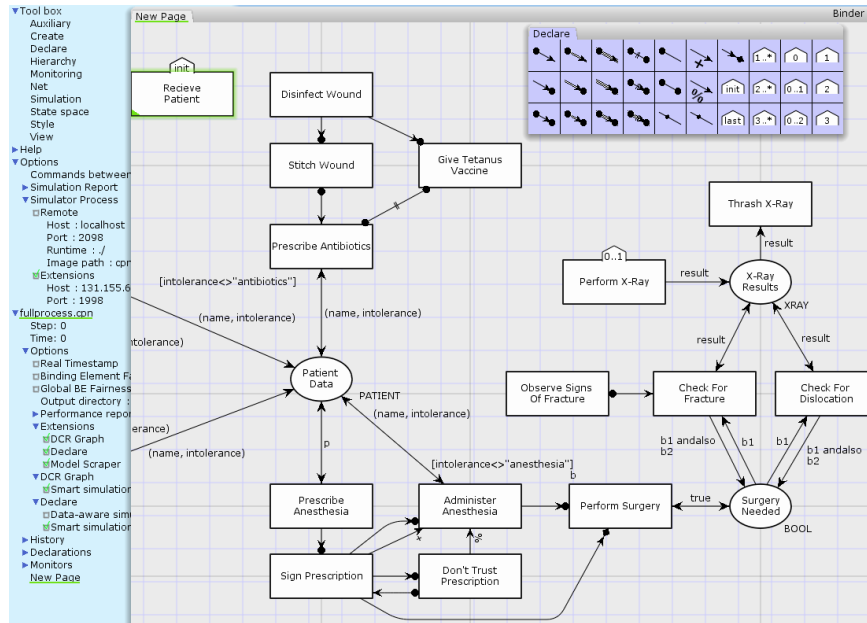 Tool box
Auxiliary
Create
Declare
Hierarchy
Monitoring
Net
Simulation
State space
Style
View
Help
Options
Commands between
Simulation Report
Simulator Process
Remote
Host : localhost
Port : 2098
Runtime : ./
Image path : cpn
Extensions
Host : 131.155.6
Port : 1998
fullprocess.cpn
Step: 0
Time: 0
Options
Real Timestamp
Binding Element Fa
Global BE Fairness
Output directory :
Performance repor
Extensions
DCR Graph
Declare
Model Scraper
DCR Graph
Smart simulation
Declare
Data-aware simu
Smart simulation
History
Declarations
Monitors
New Page
New Page
Binder
Declare
1..*
0
1
init
2..*
0..1
2
%
last
3..*
0..2
3
init
Recieve
Patient
Disinfect Wound
Stitch Wound
Give Tetanus
Vaccine
Prescribe Antibiotics
Thrash X-Ray
result
0..1
Perform X-Ray
result
X-Ray
Results
XRAY
[intolerance<>"antibiotics"]
(name, intolerance)
(name, intolerance)
ntolerance)
result
result
Patient
Data
PATIENT
Observe Signs
Of Fracture
Check For
Fracture
Check For
Dislocation
(name, intolerance)
erance)
(name, intolerance)
p
b1 andalso
b2
b1
b1
b1 andalso
b2
[intolerance<>"anesthesia"]
b
Prescribe
Anesthesia
Administer
Anesthesia
Perform Surgery
true
Surgery
Needed
BOOL
%
Sign Prescription
Don't Trust
Prescription